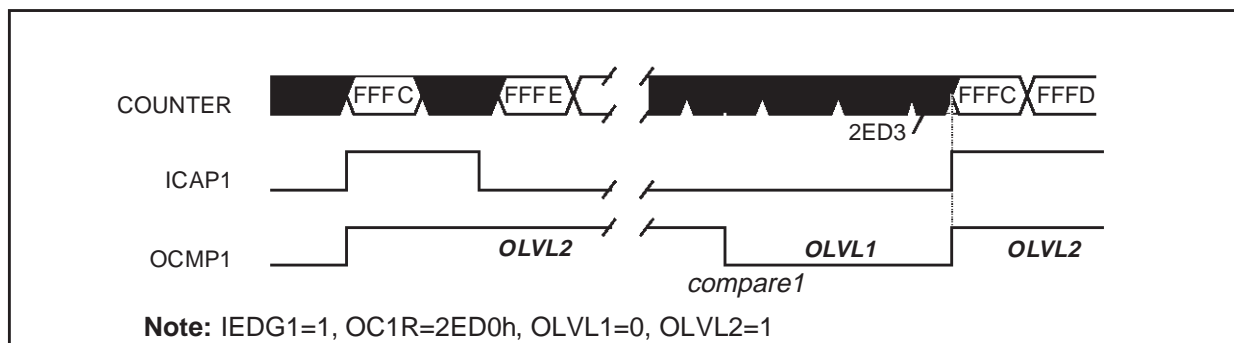 COUNTER FFFC FFFE 2ED3 FFFC FFFD
ICAP1
OCMP1 OLVL2 OLVL1 OLVL2
compare1
Note: IEDG1=1, OC1R=2ED0h, OLVL1=0, OLVL2=1